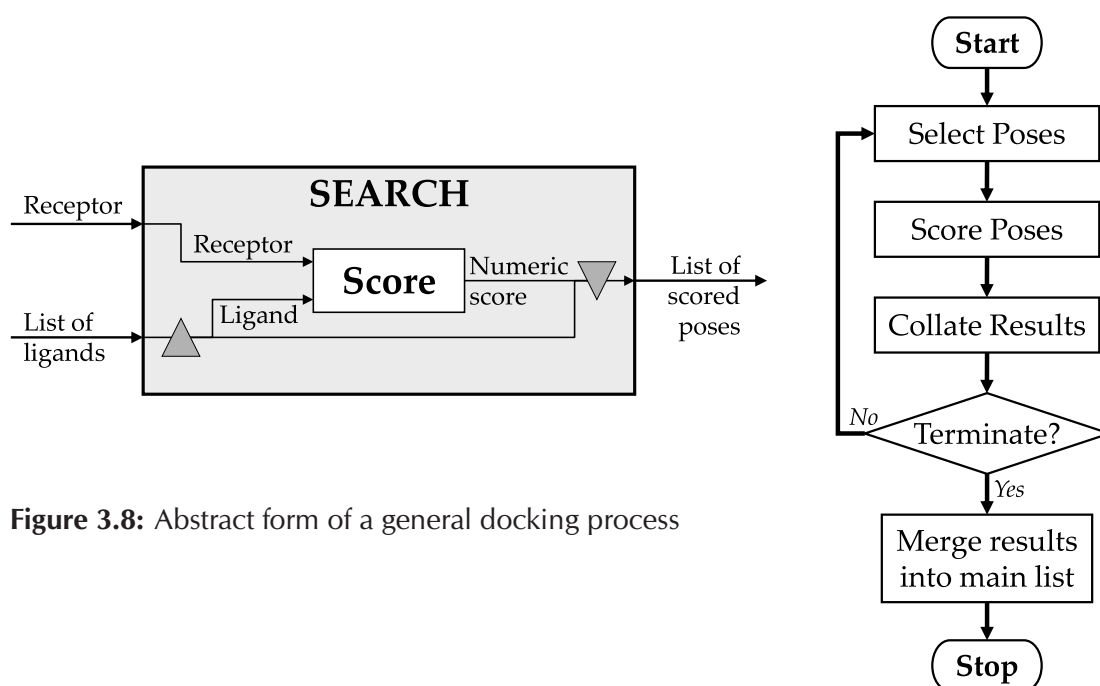 SEARCH
Receptor
Receptor
Score
Numeric
score
List of
scored
poses
Ligand
List of
ligands
Figure 3.8: Abstract form of a general docking process
Start
Select Poses
Score Poses
Collate Results
Terminate?
No
Yes
Merge results
into main list
Stop